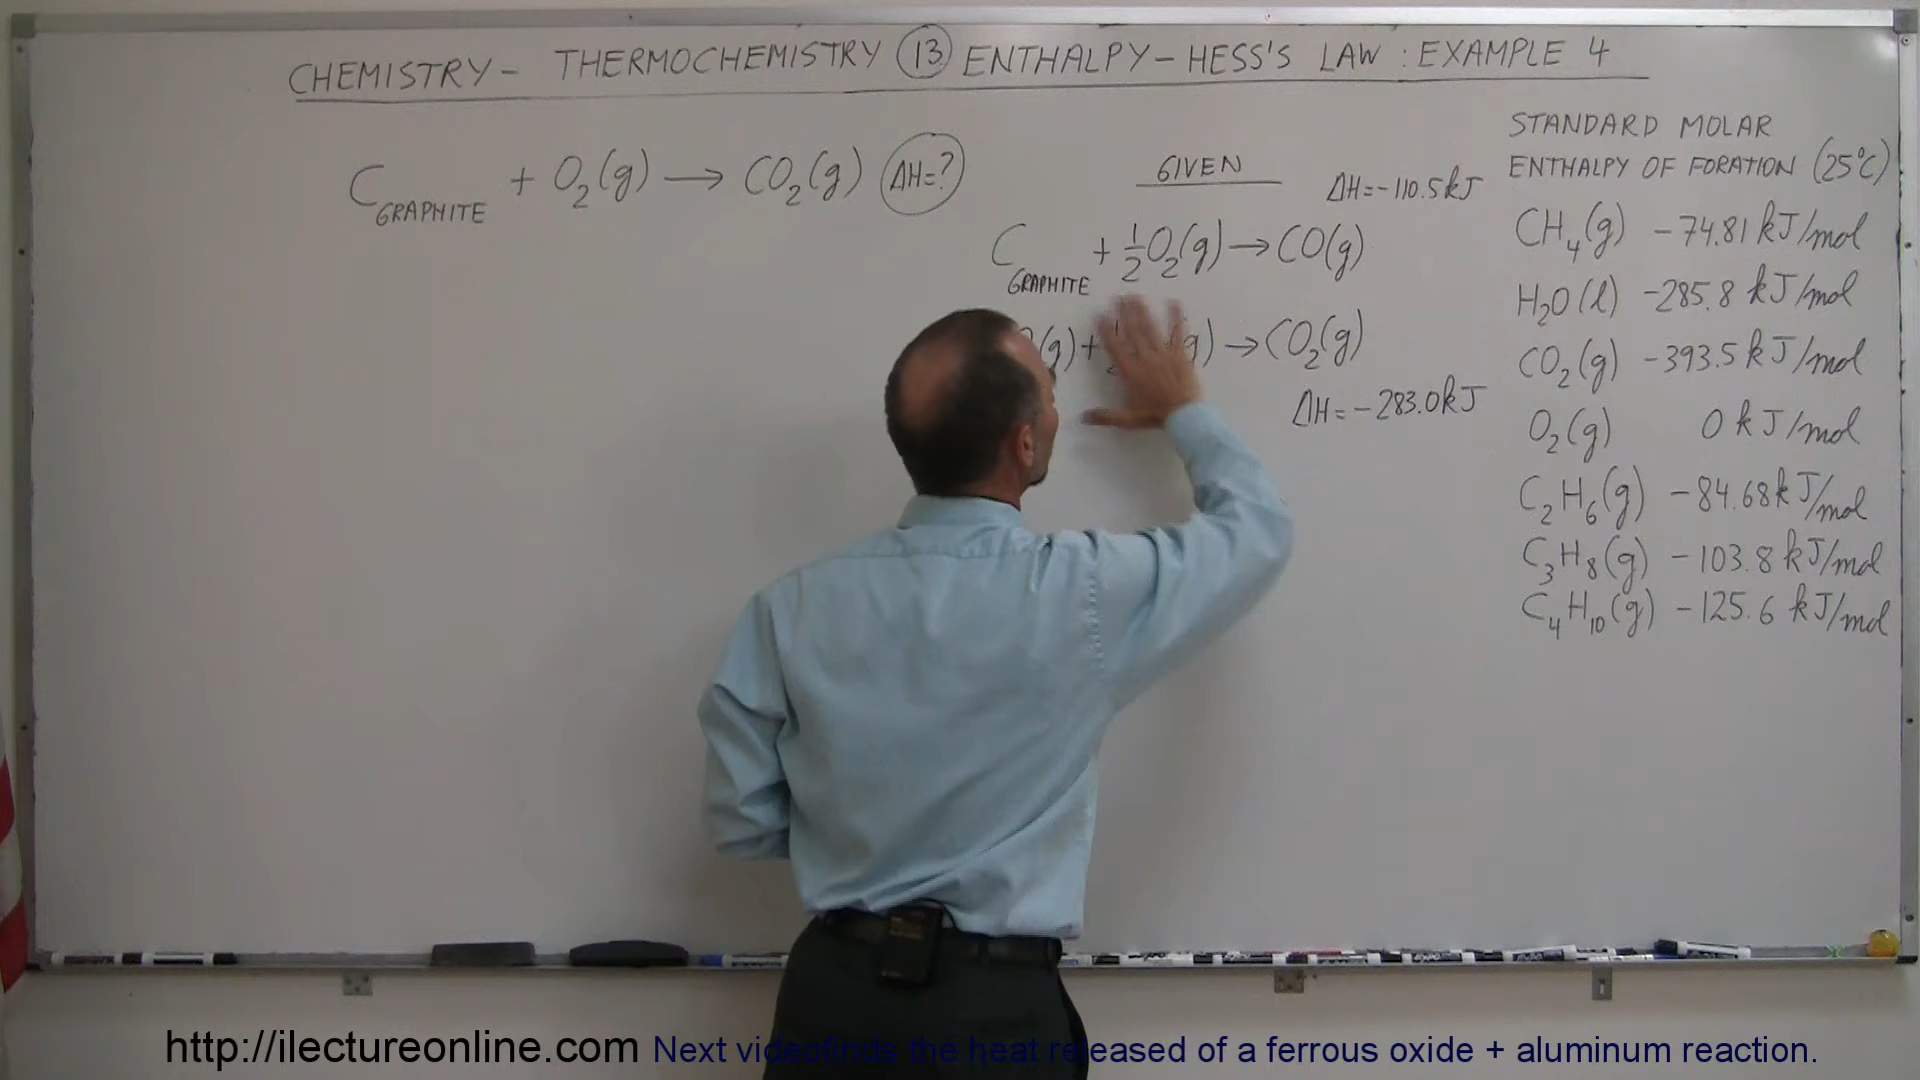 CHEMISTRY - THERMOCHEMISTRY 13 ENTHALPY - HESS'S LAW : EXAMPLE 4
C GRAPHITE + O₂(g) → CO₂(g) ΔH=?
GIVEN
ΔH=-110.5kJ
C GRAPHITE + 1/2 O₂(g) → CO(g)
(g) + (g) → CO₂(g)
ΔH=-283.0kJ
STANDARD MOLAR
ENTHALPY OF FORATION (25°C)
CH₄(g) -74.81 kJ/mol
H₂O(l) -285.8 kJ/mol
CO₂(g) -393.5 kJ/mol
O₂(g) 0 kJ/mol
C₂H₆(g) -84.68 kJ/mol
C₃H₈(g) -103.8 kJ/mol
C₄H₁₀(g) -125.6 kJ/mol
http://ilectureonline.com Next videofinds the heat released of a ferrous oxide + aluminum reaction.